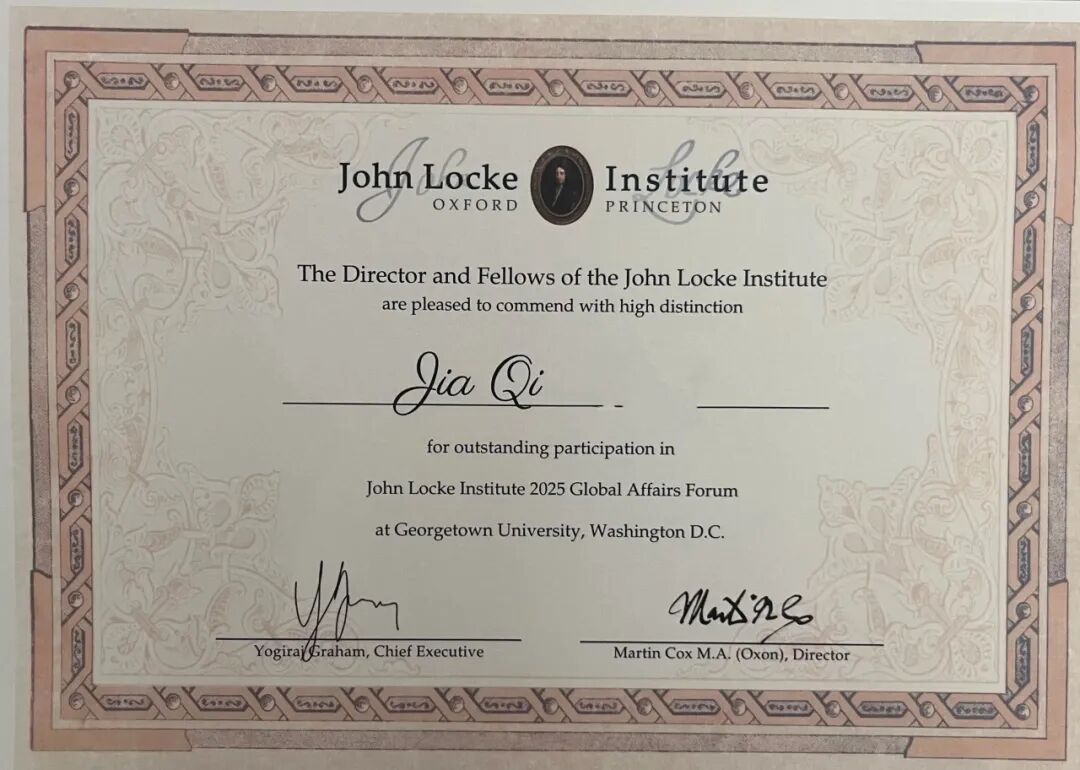 John Locke Institute
OXFORD PRINCETON
The Director and Fellows of the John Locke Institute
are pleased to commend with high distinction
Jia Qi
for outstanding participation in
John Locke Institute 2025 Global Affairs Forum
at Georgetown University, Washington D.C.
Yogiraj Graham, Chief Executive
Martin Cox M.A. (Oxon), Director